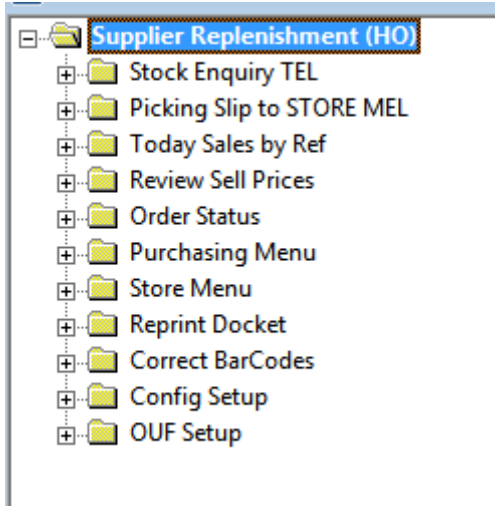 Supplier Replenishment (HO)
Stock Enquiry TEL
Picking Slip to STORE MEL
Today Sales by Ref
Review Sell Prices
Order Status
Purchasing Menu
Store Menu
Reprint Docket
Correct BarCodes
Config Setup
OUF Setup